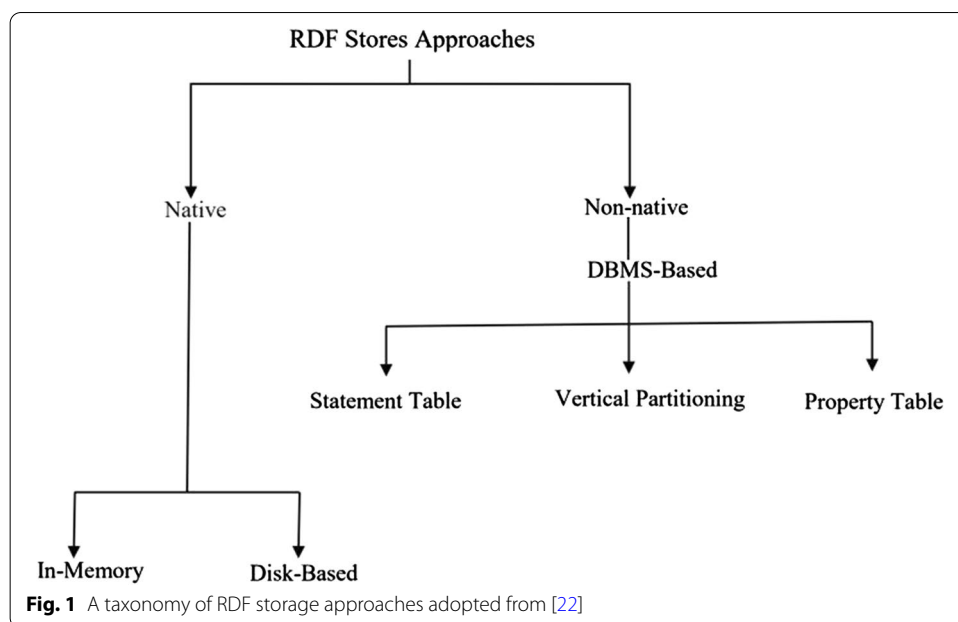 RDF Stores Approaches
Native
Non-native
DBMS-Based
Statement Table
Vertical Partitioning
Property Table
In-Memory
Disk-Based
Fig. 1 A taxonomy of RDF storage approaches adopted from [22]